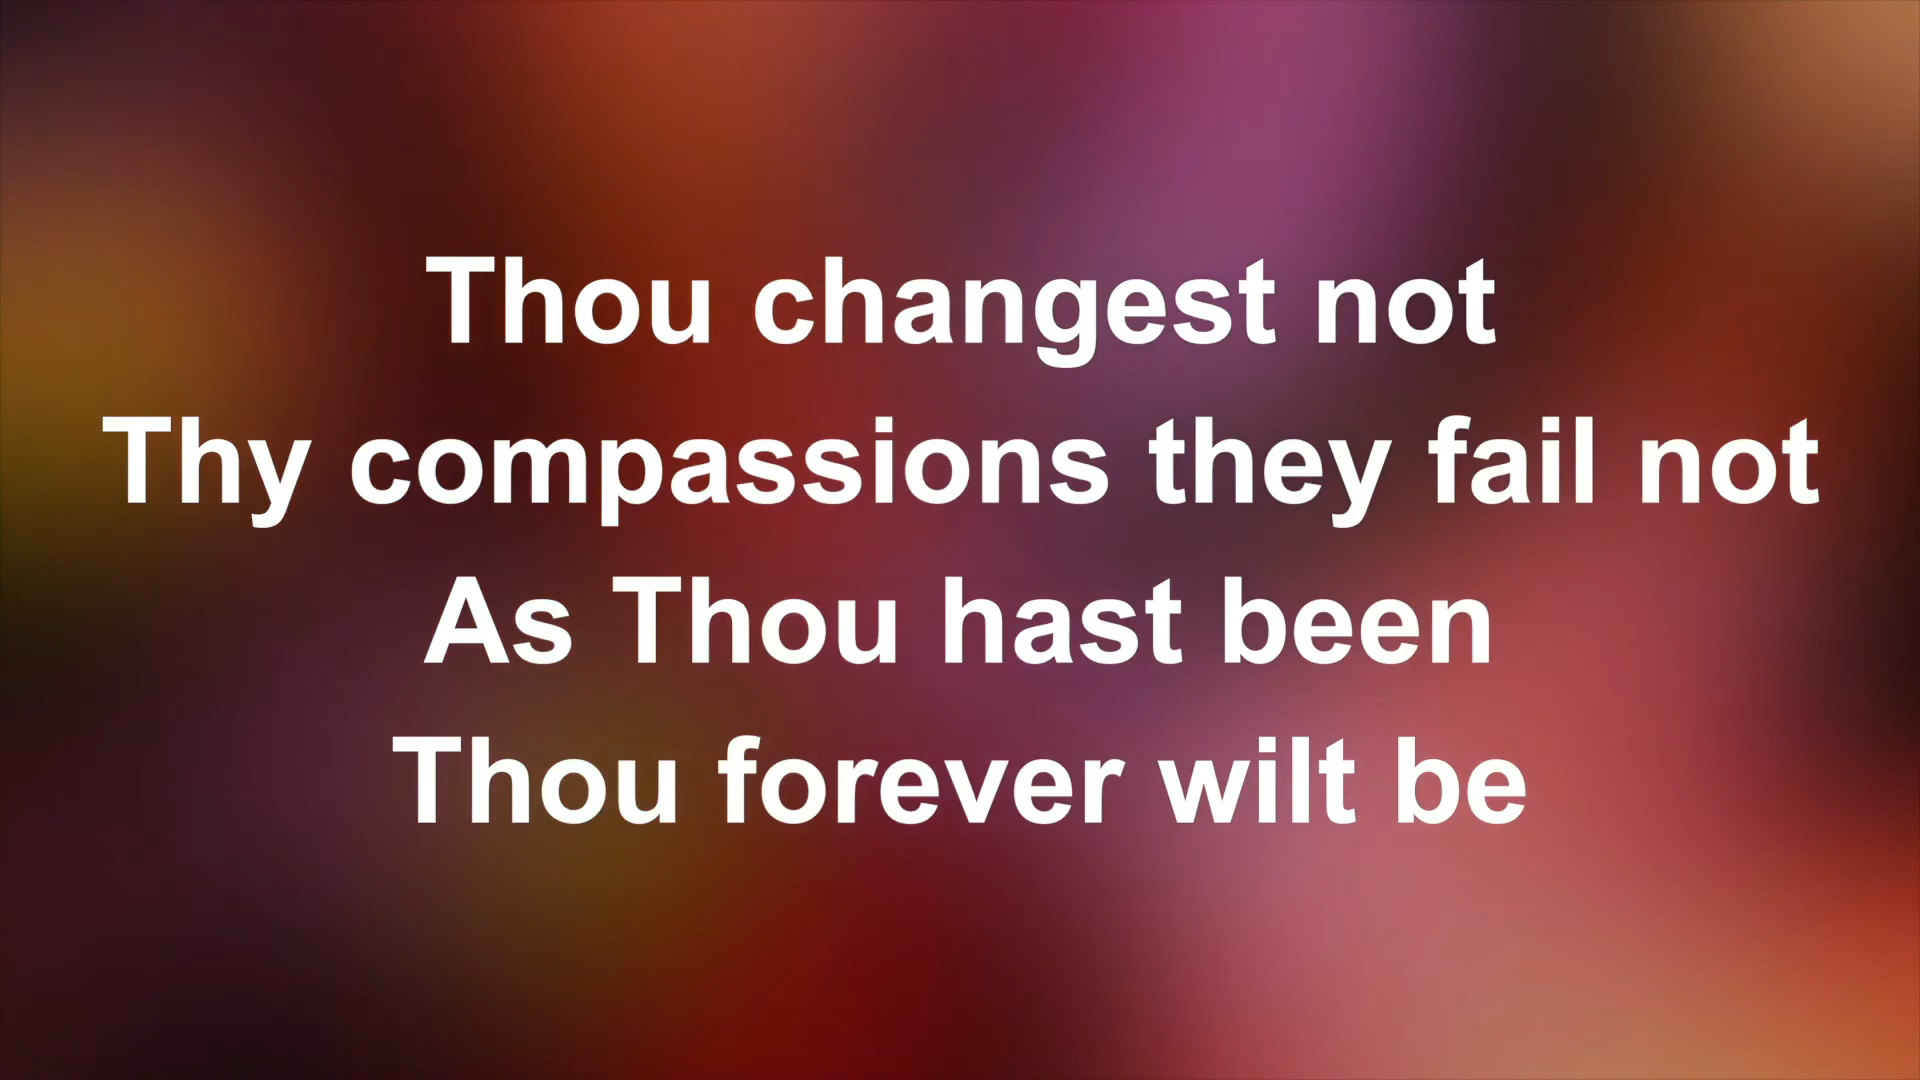 Thou changest not
Thy compassions they fail not
As Thou hast been
Thou forever wilt be